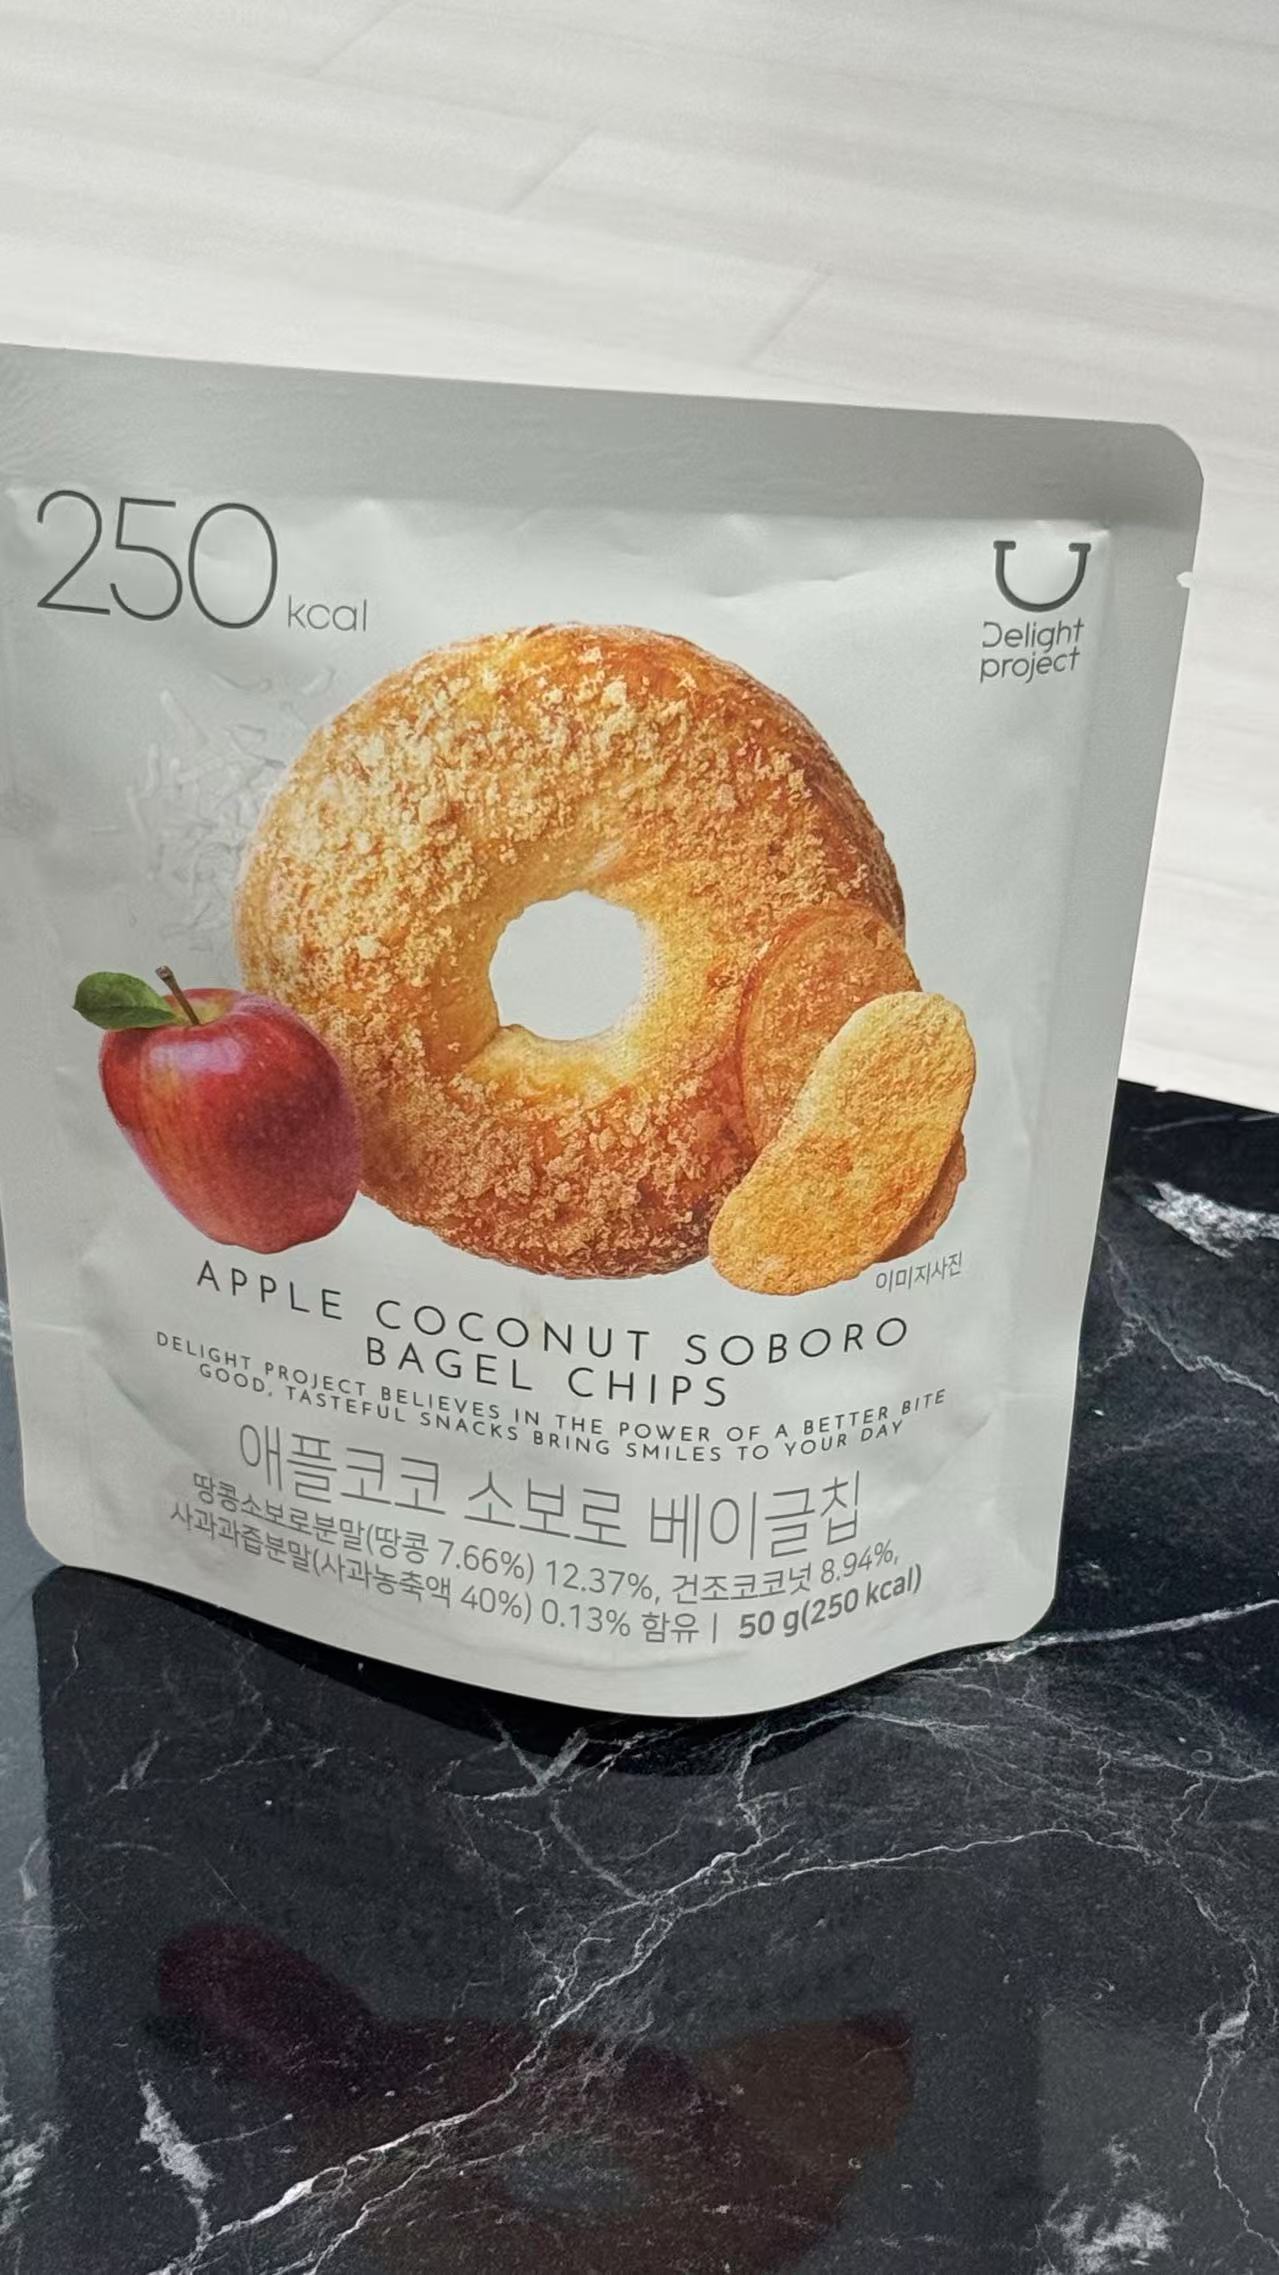 250 kcal
Delight
project
이미지사진
APPLE COCONUT SOBORO
BAGEL CHIPS
DELIGHT PROJECT BELIEVES IN THE POWER OF A BETTER BITE
GOOD, TASTEFUL SNACKS BRING SMILES TO YOUR DAY
애플코코 소보로 베이글칩
땅콩소보로분말(땅콩 7.66%) 12.37%, 건조코코넛 8.94%,
사과과즙분말(사과농축액 40%) 0.13% 함유 | 50 g(250 kcal)